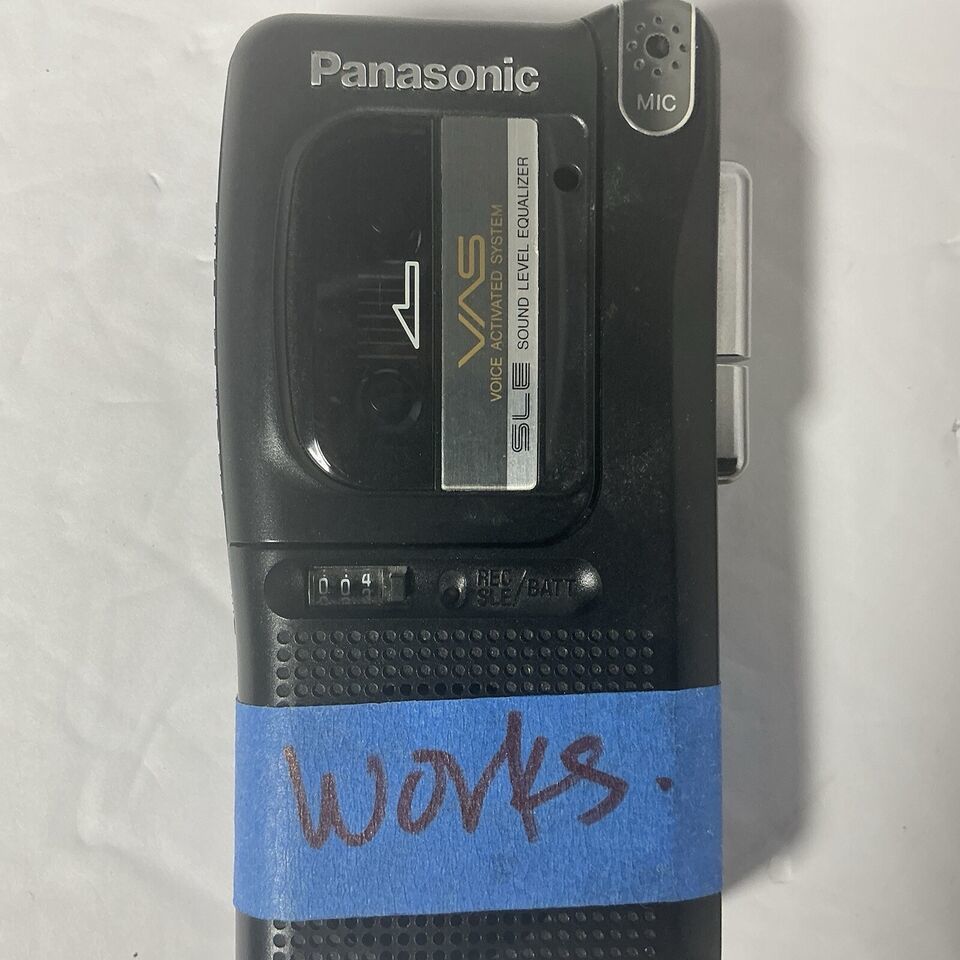 Panasonic
MIC
VAS
VOICE ACTIVATED SYSTEM
SLE SOUND LEVEL EQUALIZER
004
REC
SLE/BATT
Works.